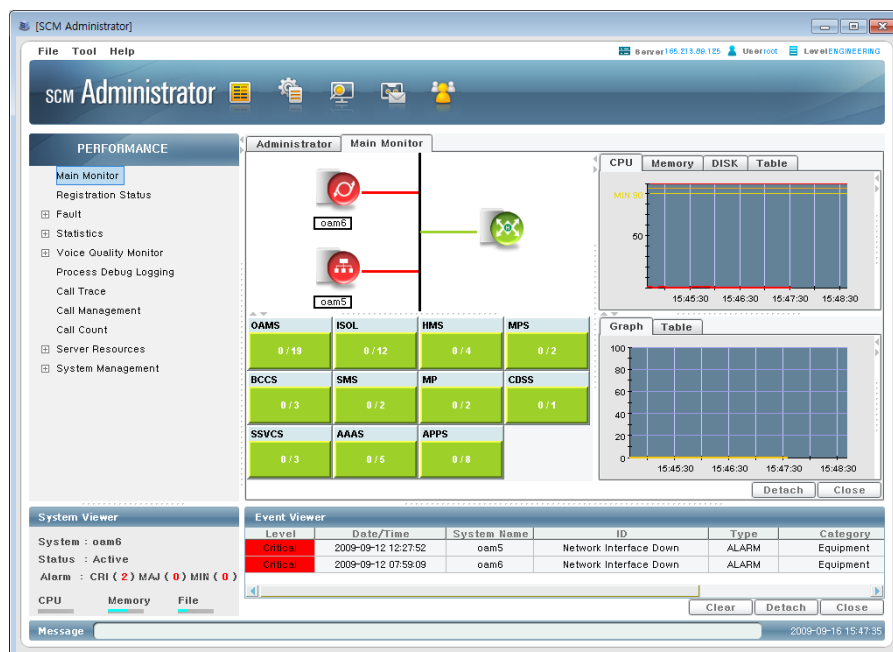 [SCM Administrator]
File Tool Help
Server165.213.89.125 Userroot LevelENGINEERING
SCM Administrator
PERFORMANCE
Main Monitor
Registration Status
Fault
Statistics
Voice Quality Monitor
Process Debug Logging
Call Trace
Call Management
Call Count
Server Resources
System Management
Administrator Main Monitor
oam6
oam5
CPU Memory DISK Table
MIN 90
50
15:45:30 15:46:30 15:47:30 15:48:30
OAMS ISOL HMS MPS
0 / 19 0 / 12 0 / 4 0 / 2
BCCS SMS MP CDSS
0 / 3 0 / 2 0 / 2 0 / 1
SSVCS AAAS APPS
0 / 3 0 / 5 0 / 8
Graph Table
100
80
60
40
20
0
15:45:30 15:46:30 15:47:30 15:48:30
Detach Close
System Viewer
System : oam6
Status : Active
Alarm : CRI ( 2 ) MAJ ( 0 ) MIN ( 0 )
CPU Memory File
Event Viewer
Level Date/Time System Name ID Type Category
Critical 2009-09-12 12:27:52 oam5 Network Interface Down ALARM Equipment
Critical 2009-09-12 07:59:09 oam6 Network Interface Down ALARM Equipment
Clear Detach Close
Message
2009-09-16 15:47:35